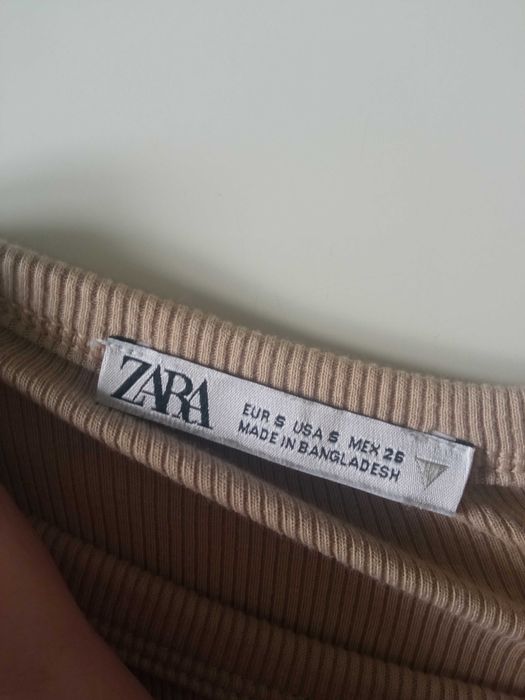 ZARA
EUR S USA S MEX 26
MADE IN BANGLADESH